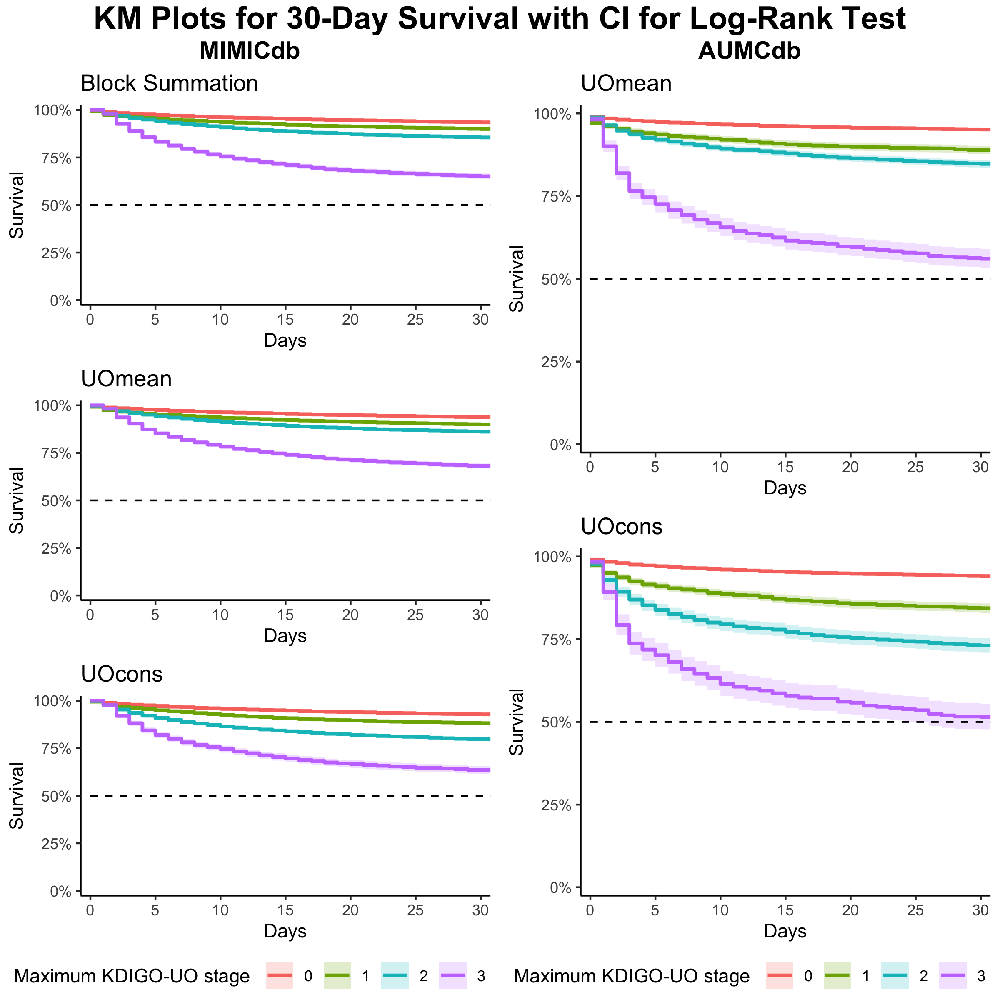 KM Plots for 30-Day Survival with CI for Log-Rank Test
MIMICdb
Block Summation
100%
75%
50%
25%
0%
Survival
0 5 10 15 20 25 30
Days
UOmean
100%
75%
50%
25%
0%
Survival
0 5 10 15 20 25 30
Days
UOcons
100%
75%
50%
25%
0%
Survival
0 5 10 15 20 25 30
Days
Maximum KDIGO-UO stage 0 1 2 3
AUMCdb
UOmean
100%
75%
50%
25%
0%
Survival
0 5 10 15 20 25 30
Days
UOcons
100%
75%
50%
25%
0%
Survival
0 5 10 15 20 25 30
Days
Maximum KDIGO-UO stage 0 1 2 3